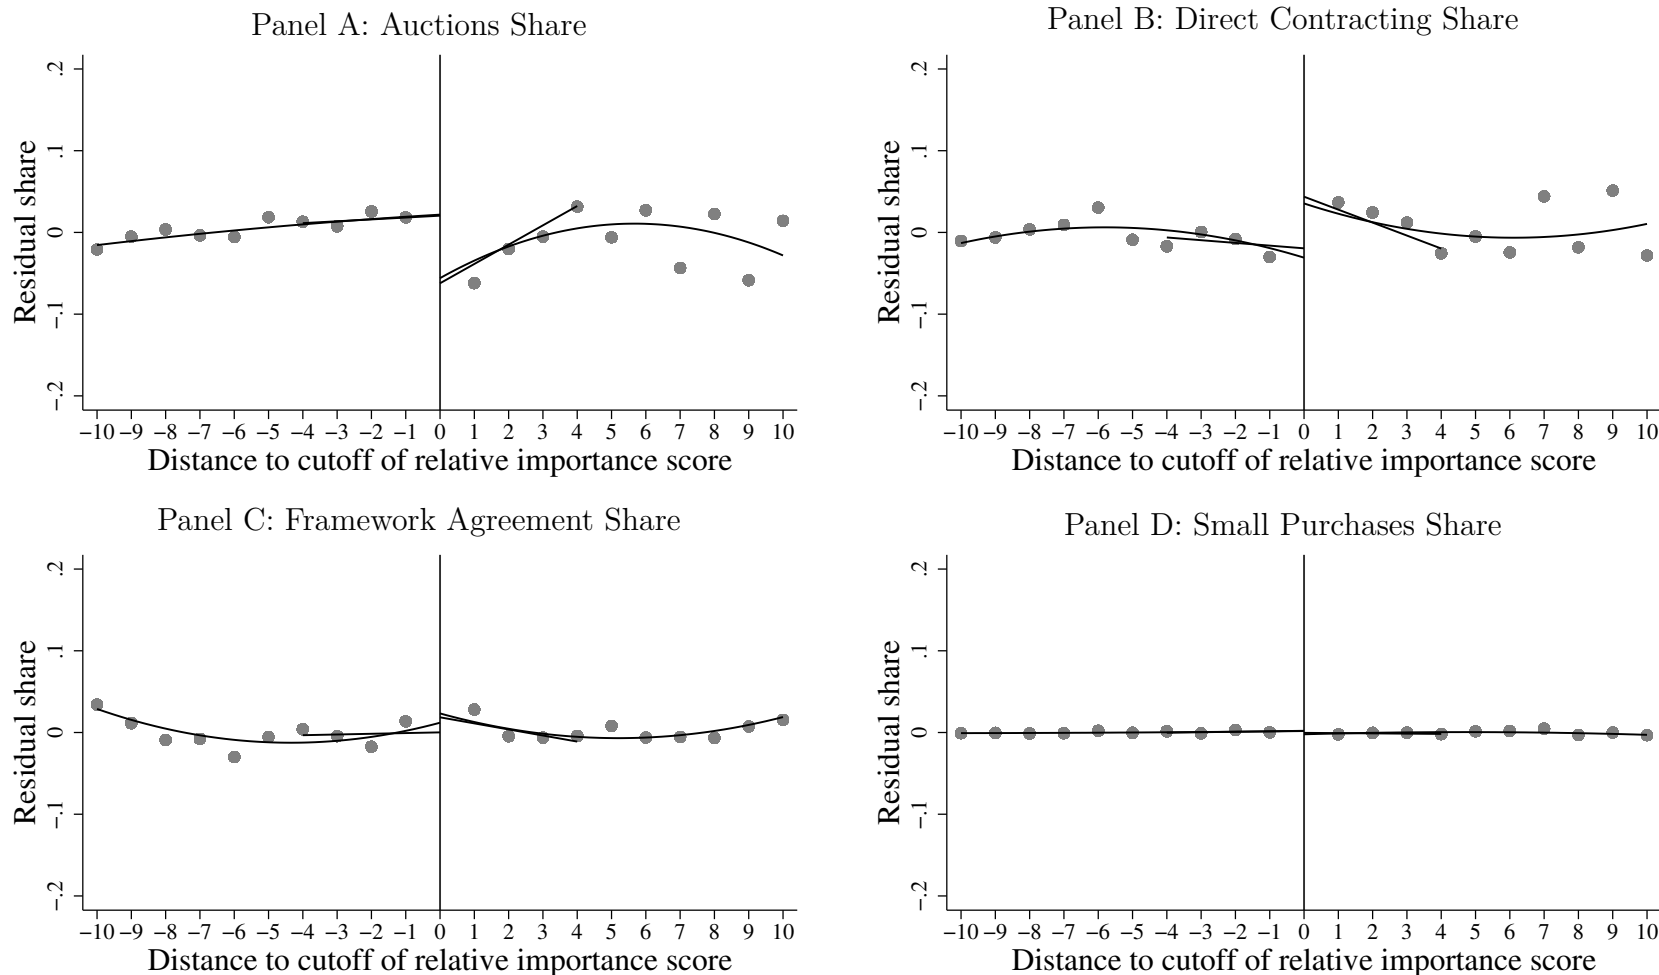 Panel A: Auctions Share
Residual share
.2
.1
0
−.1
−.2
−10 −9 −8 −7 −6 −5 −4 −3 −2 −1 0 1 2 3 4 5 6 7 8 9 10
Distance to cutoff of relative importance score
Panel B: Direct Contracting Share
Residual share
.2
.1
0
−.1
−.2
−10 −9 −8 −7 −6 −5 −4 −3 −2 −1 0 1 2 3 4 5 6 7 8 9 10
Distance to cutoff of relative importance score
Panel C: Framework Agreement Share
Residual share
.2
.1
0
−.1
−.2
−10 −9 −8 −7 −6 −5 −4 −3 −2 −1 0 1 2 3 4 5 6 7 8 9 10
Distance to cutoff of relative importance score
Panel D: Small Purchases Share
Residual share
.2
.1
0
−.1
−.2
−10 −9 −8 −7 −6 −5 −4 −3 −2 −1 0 1 2 3 4 5 6 7 8 9 10
Distance to cutoff of relative importance score